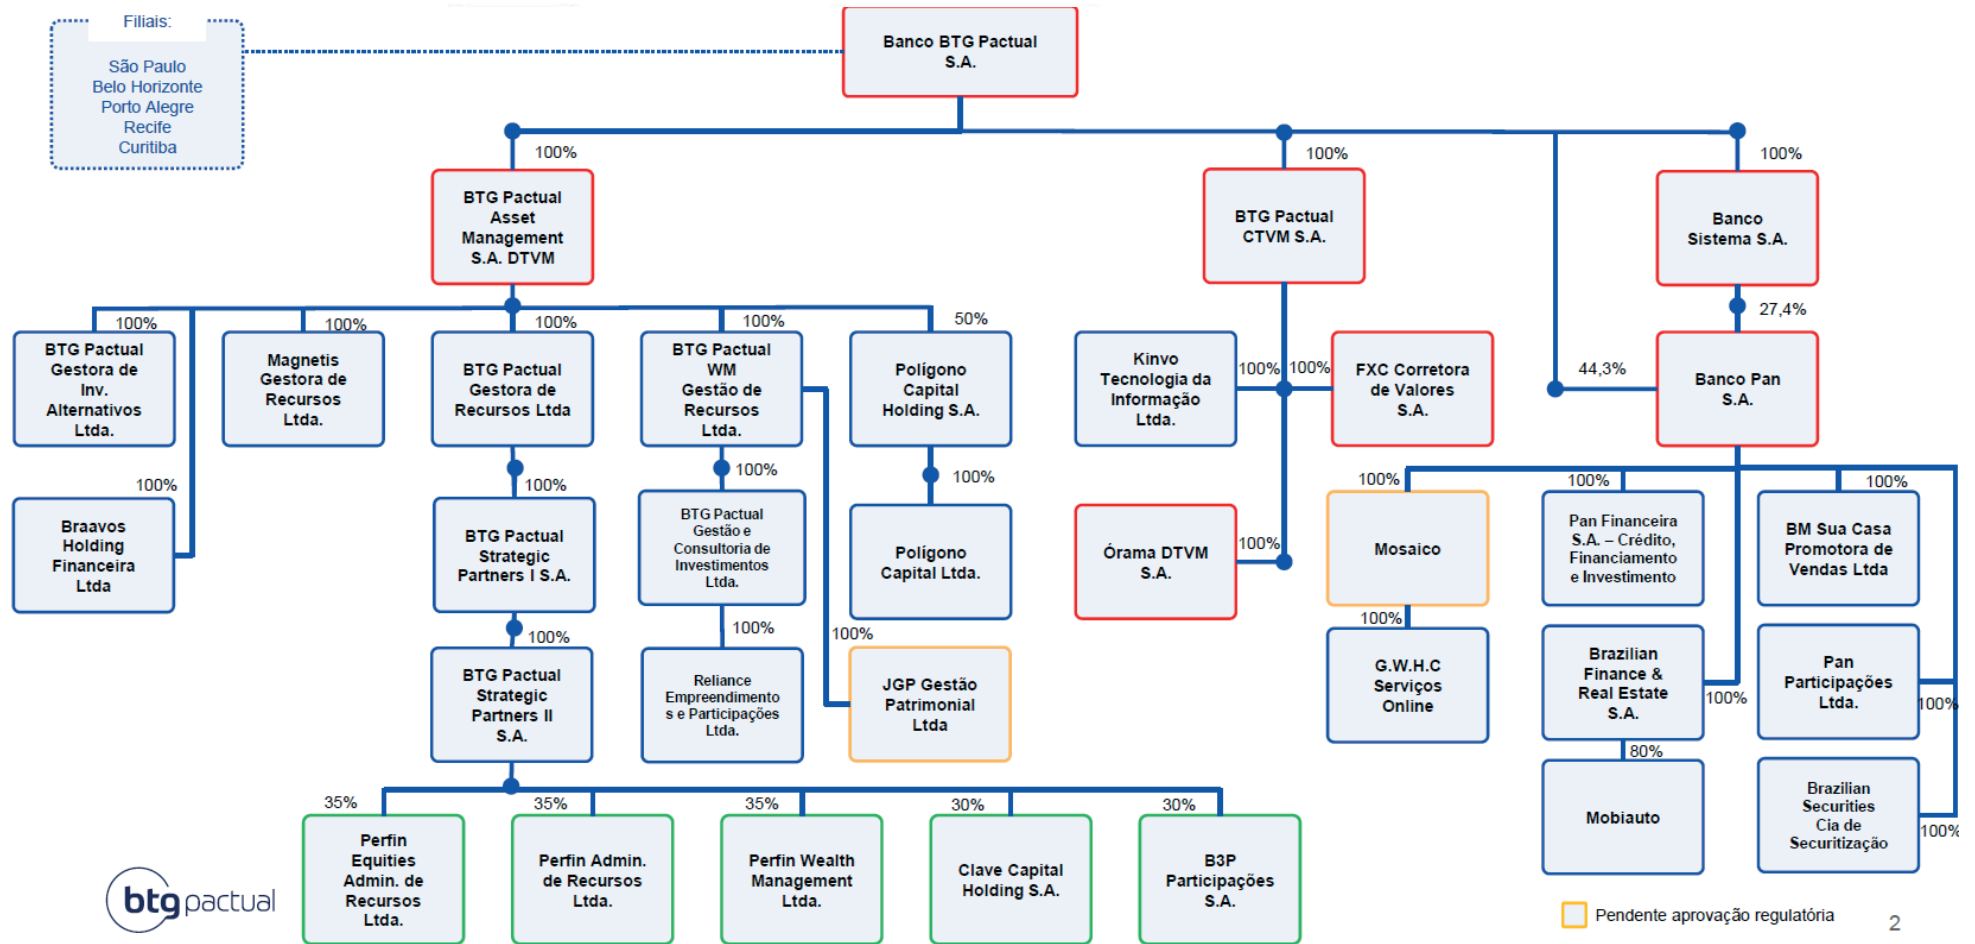 Filiais:
São Paulo
Belo Horizonte
Porto Alegre
Recife
Curitiba
Banco BTG Pactual
S.A.
100%
100%
100%
BTG Pactual
Asset
Management
S.A. DTVM
BTG Pactual
CTVM S.A.
Banco
Sistema S.A.
27,4%
100%
100%
100%
100%
50%
BTG Pactual
Gestora de
Inv.
Alternativos
Ltda.
Magnetis
Gestora de
Recursos
Ltda.
BTG Pactual
Gestora de
Recursos Ltda
BTG Pactual
WM
Gestão de
Recursos
Ltda.
Polígono
Capital
Holding S.A.
Kinvo
Tecnologia da
Informação
Ltda.
100%
100%
FXC Corretora
de Valores
S.A.
44,3%
Banco Pan
S.A.
100%
100%
100%
100%
100%
100%
100%
Braavos
Holding
Financeira
Ltda
BTG Pactual
Strategic
Partners I S.A.
BTG Pactual
Gestão e
Consultoria de
Investimentos
Ltda.
Polígono
Capital Ltda.
Órama DTVM
S.A.
100%
Mosaico
Pan Financeira
S.A. – Crédito,
Financiamento
e Investimento
BM Sua Casa
Promotora de
Vendas Ltda
100%
100%
100%
100%
BTG Pactual
Strategic
Partners II
S.A.
Reliance
Empreendimento
s e Participações
Ltda.
JGP Gestão
Patrimonial
Ltda
G.W.H.C
Serviços
Online
Brazilian
Finance &
Real Estate
S.A.
100%
Pan
Participações
Ltda.
100%
80%
Mobiauto
Brazilian
Securities
Cia de
Securitização
100%
35%
35%
35%
30%
30%
Perfin
Equities
Admin. de
Recursos
Ltda.
Perfin Admin.
de Recursos
Ltda.
Perfin Wealth
Management
Ltda.
Clave Capital
Holding S.A.
B3P
Participações
S.A.
btg pactual
Pendente aprovação regulatória
2